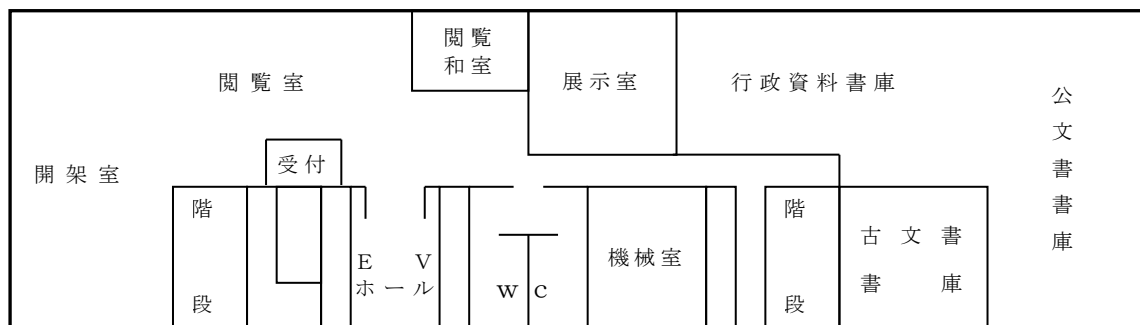 閲覧
和室
閲覧室
展示室
行政資料書庫
公文書書庫
開架室
受付
階段
EV
ホール
WC
機械室
階段
古文書
書庫